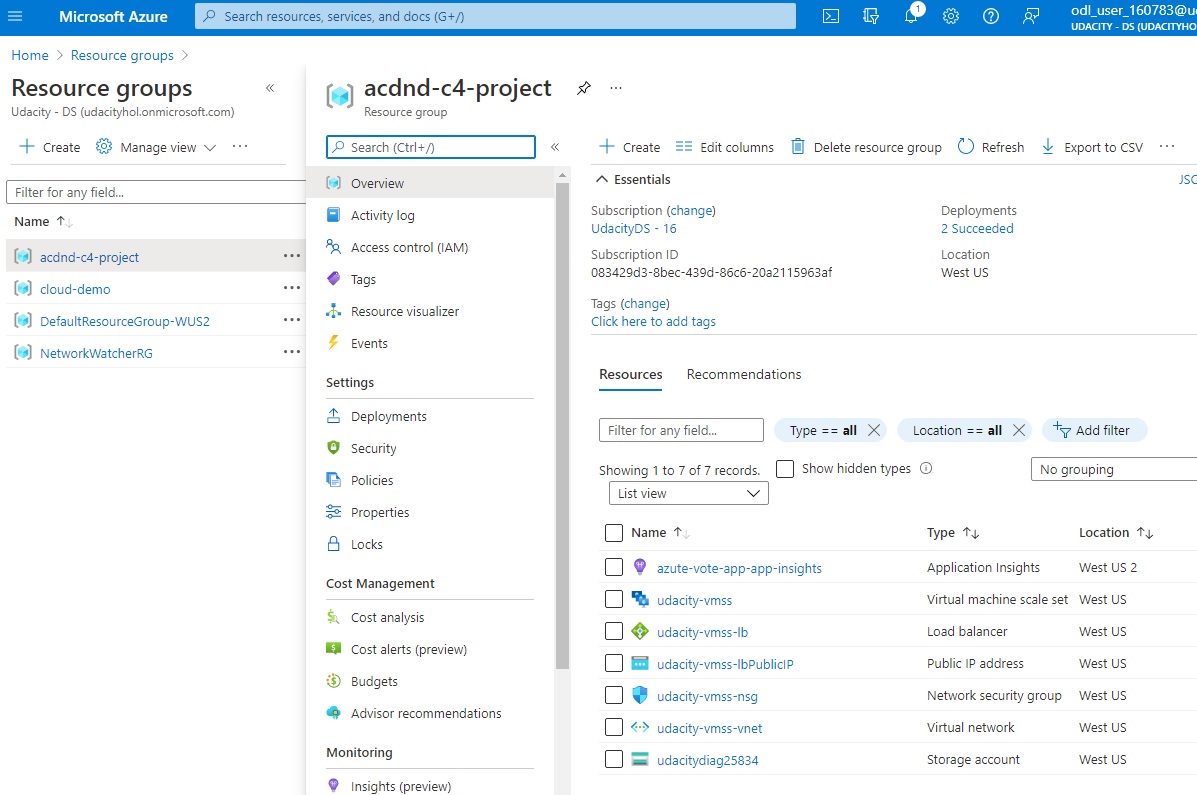 Microsoft Azure
Search resources, services, and docs (G+/)
1
odl_user_160783@u
UDACITY - DS (UDACITYHOL
Home > Resource groups >
Resource groups
Udacity - DS (udacityhol.onmicrosoft.com)
Create
Manage view
Filter for any field...
Name
acdnd-c4-project
cloud-demo
DefaultResourceGroup-WUS2
NetworkWatcherRG
acdnd-c4-project
Resource group
Search (Ctrl+/)
Overview
Activity log
Access control (IAM)
Tags
Resource visualizer
Events
Settings
Deployments
Security
Policies
Properties
Locks
Cost Management
Cost analysis
Cost alerts (preview)
Budgets
Advisor recommendations
Monitoring
Insights (preview)
Create
Edit columns
Delete resource group
Refresh
Export to CSV
Essentials
JSO
Subscription (change)
UdacityDS - 16
Subscription ID
083429d3-8bec-439d-86c6-20a2115963af
Tags (change)
Click here to add tags
Deployments
2 Succeeded
Location
West US
Resources
Recommendations
Filter for any field...
Type == all
Location == all
Add filter
Showing 1 to 7 of 7 records.
Show hidden types
No grouping
List view
Name Type Location
azute-vote-app-app-insights Application Insights West US 2
udacity-vmss Virtual machine scale set West US
udacity-vmss-lb Load balancer West US
udacity-vmss-lbPublicIP Public IP address West US
udacity-vmss-nsg Network security group West US
udacity-vmss-vnet Virtual network West US
udacitydiag25834 Storage account West US